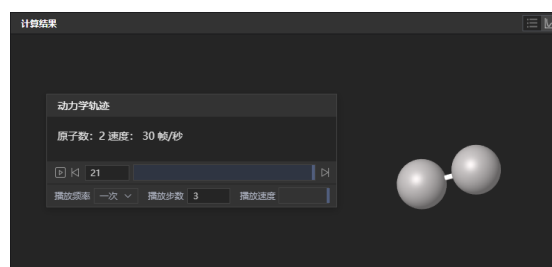 计算结果
动力学轨迹
原子数：2 速度： 30 帧/秒
21
播放频率 一次 播放步数 3 播放速度